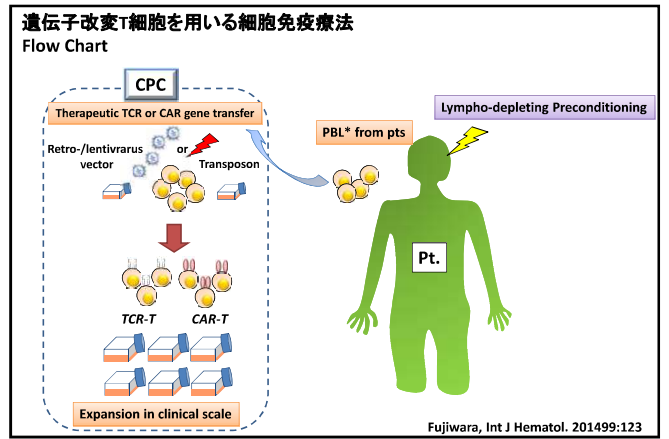 遺伝子改変T細胞を用いる細胞免疫療法
Flow Chart
CPC
Therapeutic TCR or CAR gene transfer
Retro-/lentivrarus
vector
or
Transposon
PBL* from pts
Lympho-depleting Preconditioning
Pt.
TCR-T
CAR-T
Expansion in clinical scale
Fujiwara, Int J Hematol. 201499:123